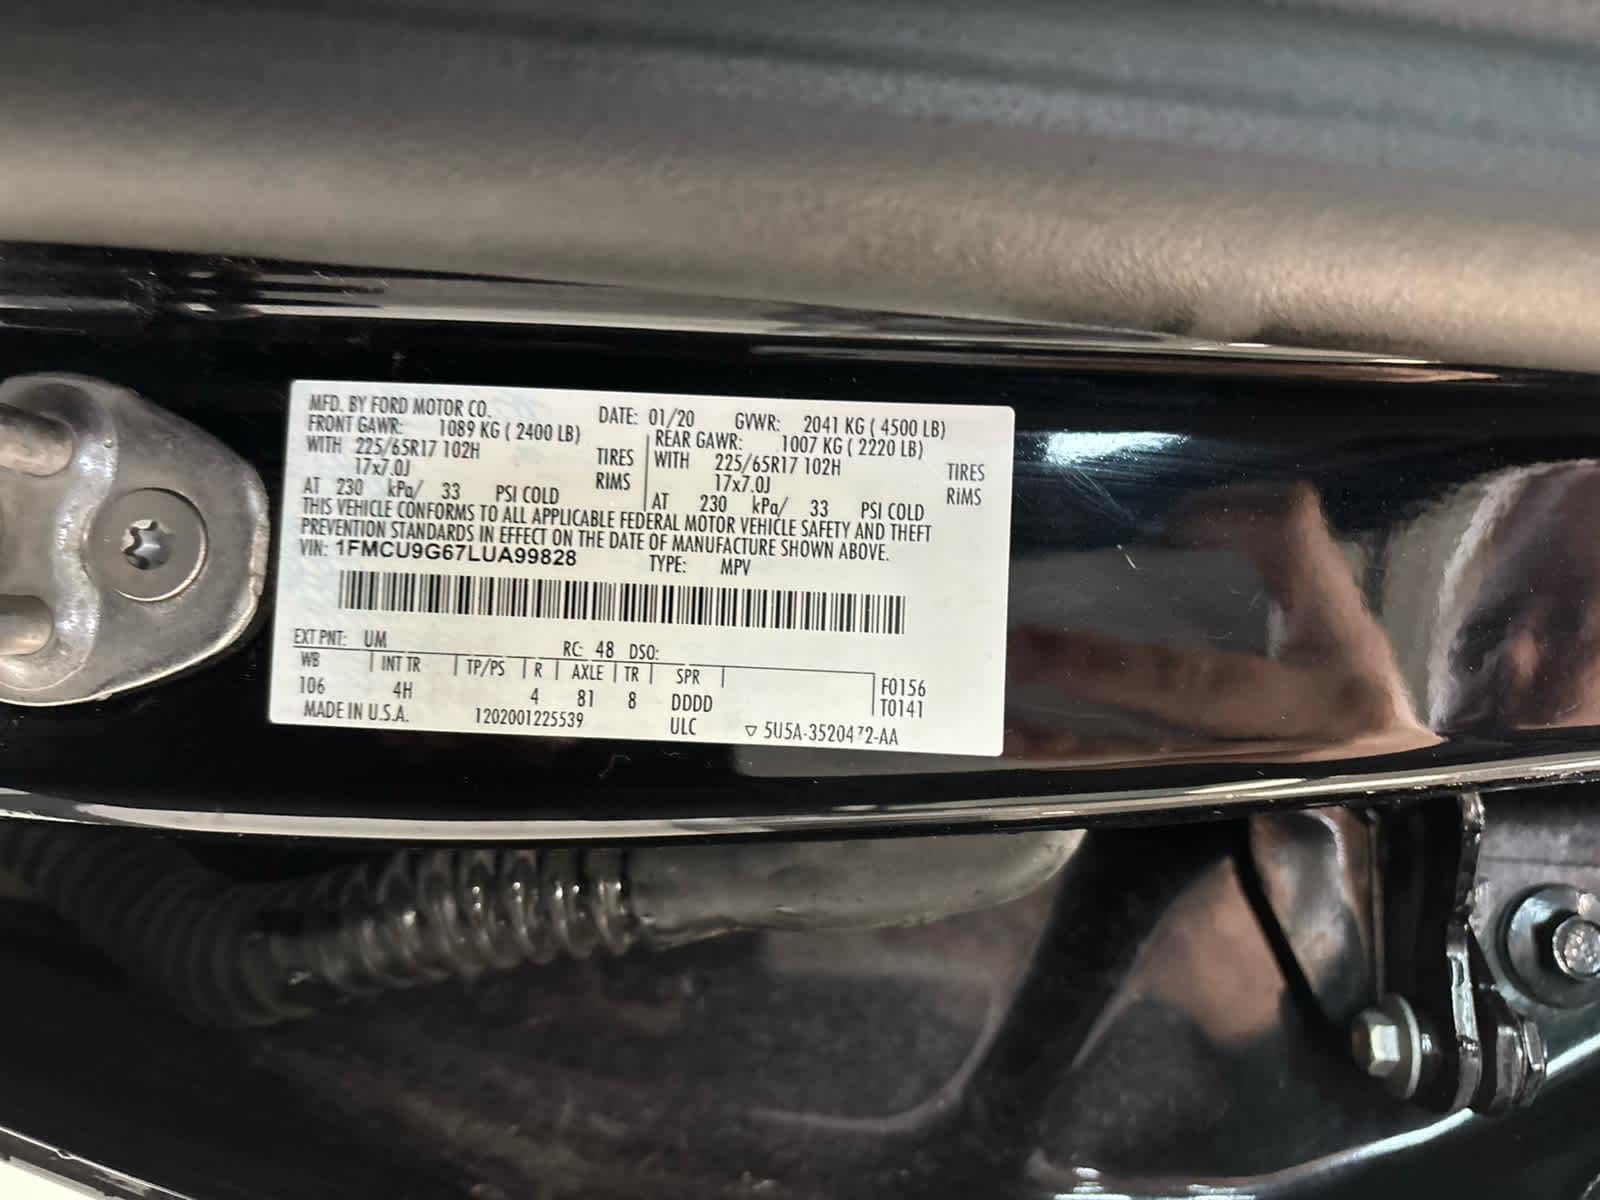 MFD. BY FORD MOTOR CO. DATE: 01/20 GVWR: 2041 KG ( 4500 LB)
FRONT GAWR: 1089 KG ( 2400 LB) REAR GAWR: 1007 KG ( 2220 LB)
WITH 225/65R17 102H TIRES WITH 225/65R17 102H TIRES
17x7.0J RIMS 17x7.0J RIMS
AT 230 kPa/ 33 PSI COLD AT 230 kPa/ 33 PSI COLD
THIS VEHICLE CONFORMS TO ALL APPLICABLE FEDERAL MOTOR VEHICLE SAFETY AND THEFT
PREVENTION STANDARDS IN EFFECT ON THE DATE OF MANUFACTURE SHOWN ABOVE.
VIN: 1FMCU9G67LUA99828 TYPE: MPV
EXT PNT: UM RC: 48 DSO:
WB INT TR TP/PS R AXLE TR SPR
106 4H 4 81 8 DDDD F0156
T0141
MADE IN U.S.A. 1202001225539 ULC ▽ 5U5A-3520472-AA